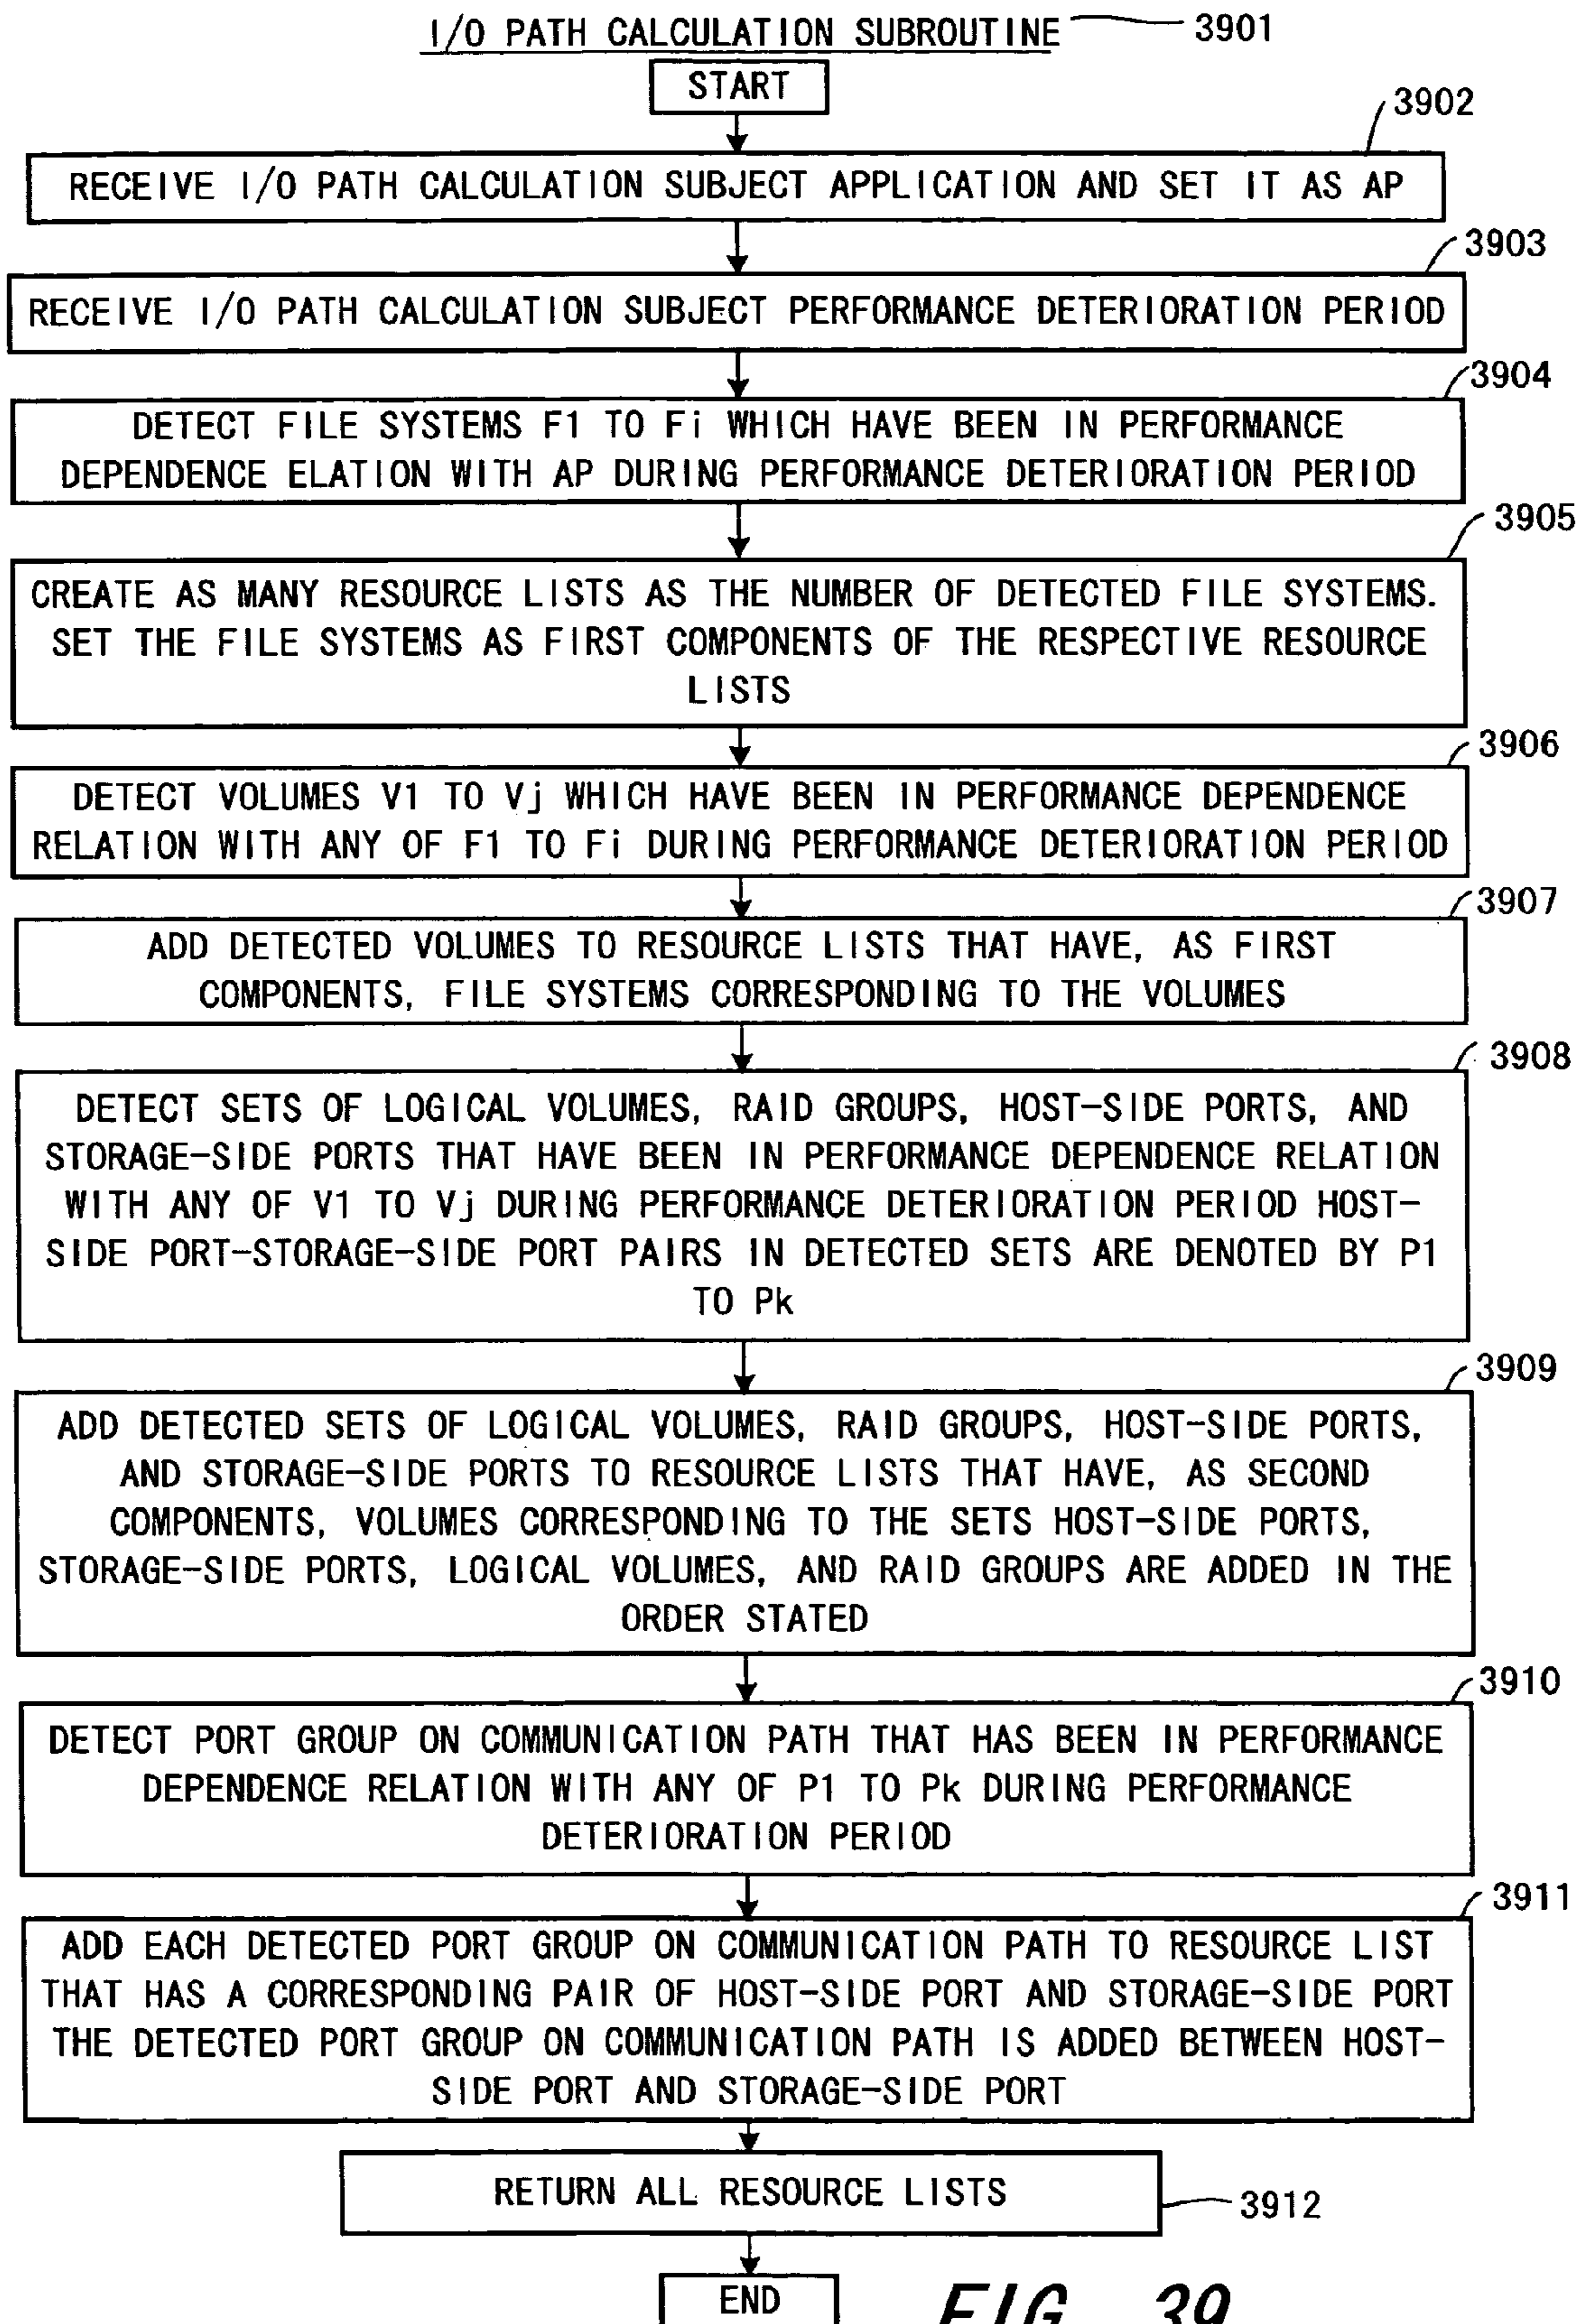 I/O PATH CALCULATION SUBROUTINE 3901
START
3902
RECEIVE I/O PATH CALCULATION SUBJECT APPLICATION AND SET IT AS AP
3903
RECEIVE I/O PATH CALCULATION SUBJECT PERFORMANCE DETERIORATION PERIOD
3904
DETECT FILE SYSTEMS F1 TO Fi WHICH HAVE BEEN IN PERFORMANCE
DEPENDENCE ELATION WITH AP DURING PERFORMANCE DETERIORATION PERIOD
3905
CREATE AS MANY RESOURCE LISTS AS THE NUMBER OF DETECTED FILE SYSTEMS.
SET THE FILE SYSTEMS AS FIRST COMPONENTS OF THE RESPECTIVE RESOURCE
LISTS
3906
DETECT VOLUMES V1 TO Vj WHICH HAVE BEEN IN PERFORMANCE DEPENDENCE
RELATION WITH ANY OF F1 TO Fi DURING PERFORMANCE DETERIORATION PERIOD
3907
ADD DETECTED VOLUMES TO RESOURCE LISTS THAT HAVE, AS FIRST
COMPONENTS, FILE SYSTEMS CORRESPONDING TO THE VOLUMES
3908
DETECT SETS OF LOGICAL VOLUMES, RAID GROUPS, HOST-SIDE PORTS, AND
STORAGE-SIDE PORTS THAT HAVE BEEN IN PERFORMANCE DEPENDENCE RELATION
WITH ANY OF V1 TO Vj DURING PERFORMANCE DETERIORATION PERIOD HOST-
SIDE PORT-STORAGE-SIDE PORT PAIRS IN DETECTED SETS ARE DENOTED BY P1
TO Pk
3909
ADD DETECTED SETS OF LOGICAL VOLUMES, RAID GROUPS, HOST-SIDE PORTS,
AND STORAGE-SIDE PORTS TO RESOURCE LISTS THAT HAVE, AS SECOND
COMPONENTS, VOLUMES CORRESPONDING TO THE SETS HOST-SIDE PORTS,
STORAGE-SIDE PORTS, LOGICAL VOLUMES, AND RAID GROUPS ARE ADDED IN THE
ORDER STATED
3910
DETECT PORT GROUP ON COMMUNICATION PATH THAT HAS BEEN IN PERFORMANCE
DEPENDENCE RELATION WITH ANY OF P1 TO Pk DURING PERFORMANCE
DETERIORATION PERIOD
3911
ADD EACH DETECTED PORT GROUP ON COMMUNICATION PATH TO RESOURCE LIST
THAT HAS A CORRESPONDING PAIR OF HOST-SIDE PORT AND STORAGE-SIDE PORT
THE DETECTED PORT GROUP ON COMMUNICATION PATH IS ADDED BETWEEN HOST-
SIDE PORT AND STORAGE-SIDE PORT
RETURN ALL RESOURCE LISTS
3912
END
FIG. 39